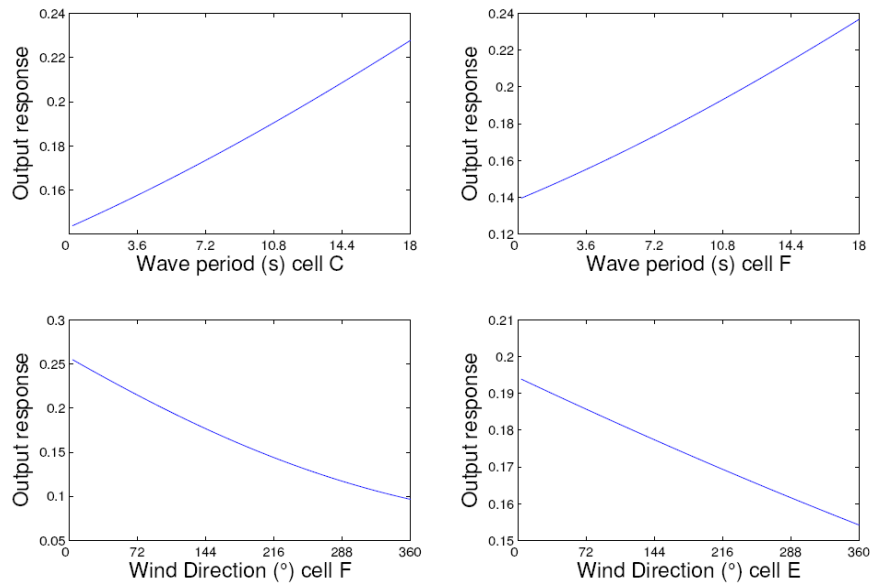 0.24
0.22
0.2
0.18
0.16
Output response
0 3.6 7.2 10.8 14.4 18
Wave period (s) cell C
0.24
0.22
0.2
0.18
0.16
0.14
0.12
Output response
0 3.6 7.2 10.8 14.4 18
Wave period (s) cell F
0.3
0.25
0.2
0.15
0.1
0.05
Output response
0 72 144 216 288 360
Wind Direction (°) cell F
0.21
0.2
0.19
0.18
0.17
0.16
0.15
Output response
0 72 144 216 288 360
Wind Direction (°) cell E